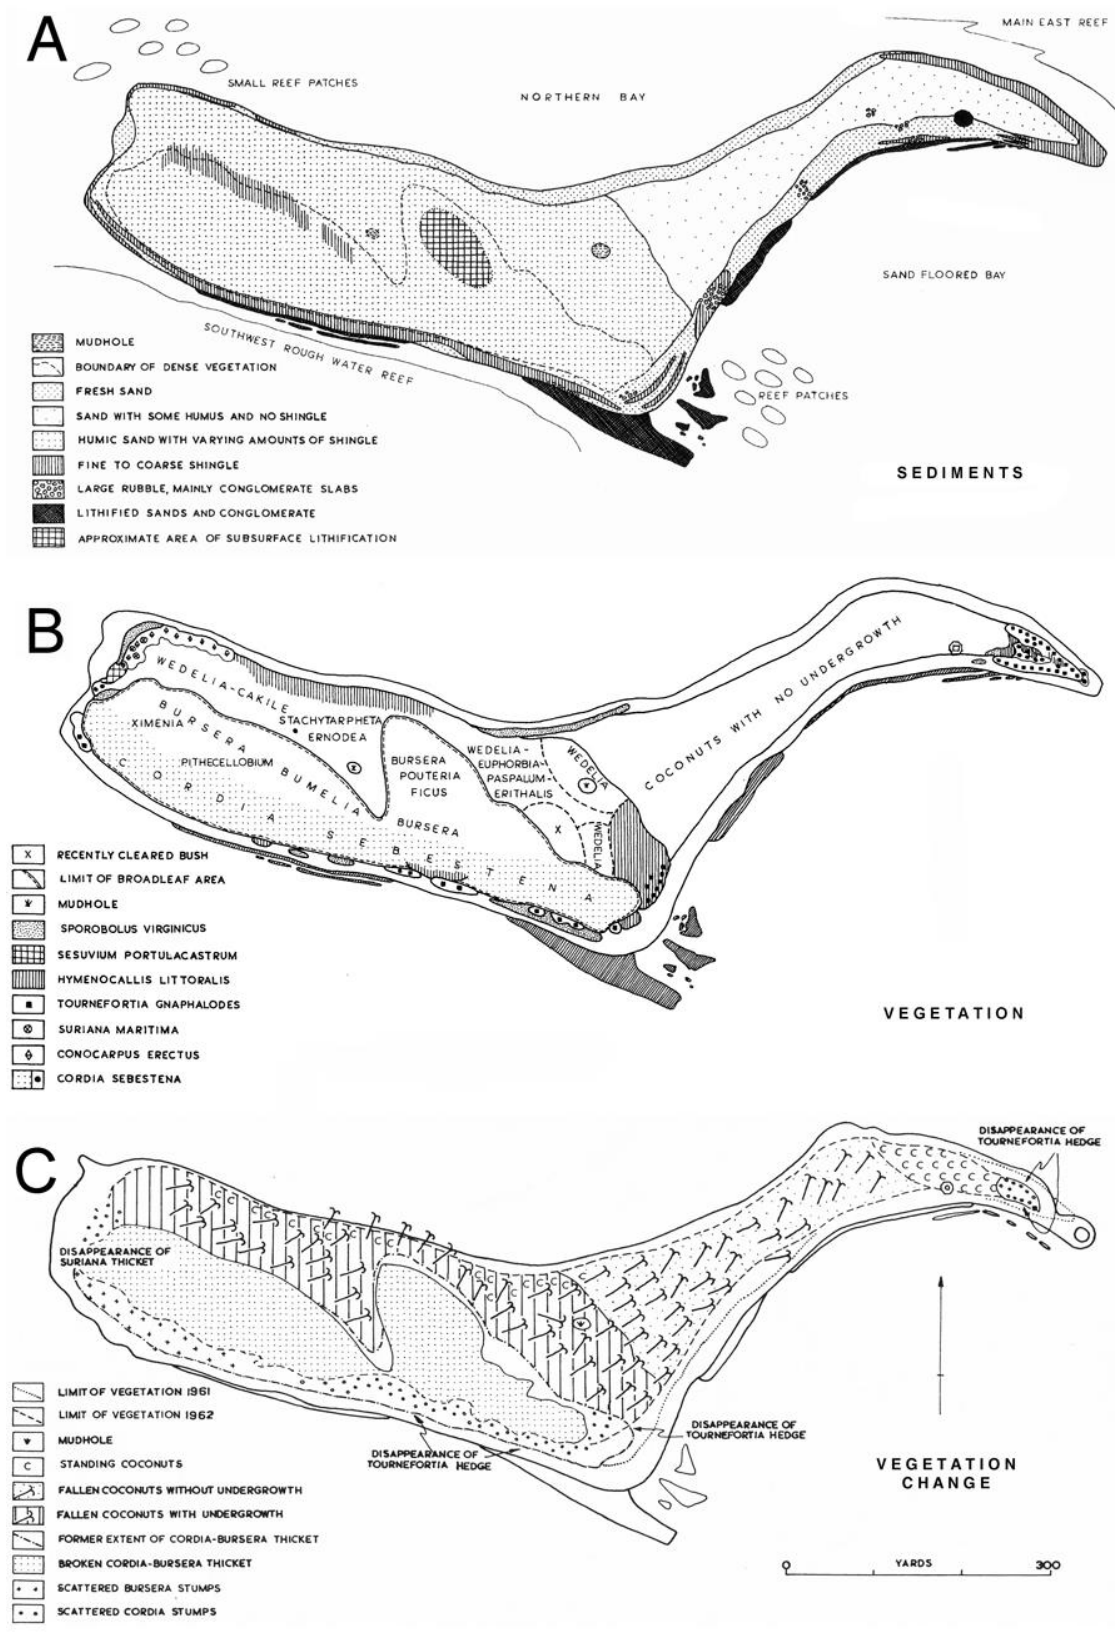 A
MAIN EAST REEF
SMALL REEF PATCHES
NORTHERN BAY
SAND FLOORED BAY
SOUTHWEST ROUGH WATER REEF
REEF PATCHES
MUDHOLE
BOUNDARY OF DENSE VEGETATION
FRESH SAND
SAND WITH SOME HUMUS AND NO SHINGLE
HUMIC SAND WITH VARYING AMOUNTS OF SHINGLE
FINE TO COARSE SHINGLE
LARGE RUBBLE, MAINLY CONGLOMERATE SLABS
LITHIFIED SANDS AND CONGLOMERATE
APPROXIMATE AREA OF SUBSURFACE LITHIFICATION
SEDIMENTS
B
WEDELIA-CAKILE
XIMENIA
BURSERA BUMELIA
STACHYTARPHETA
ERNODEA
PITHECELLOBIUM
BURSERA
POUTERIA
FICUS
BURSERA
WEDELIA-
EUPHORBIA-
PASPALUM-
ERITHALIS
WEDELIA
X
WEDELIA
COCONUTS WITH NO UNDERGROWTH
CORDIA SEBESTENA
X RECENTLY CLEARED BUSH
LIMIT OF BROADLEAF AREA
MUDHOLE
SPOROBOLUS VIRGINICUS
SESUVIUM PORTULACASTRUM
HYMENOCALLIS LITTORALIS
TOURNEFORTIA GNAPHALODES
SURIANA MARITIMA
CONOCARPUS ERECTUS
CORDIA SEBESTENA
VEGETATION
C
DISAPPEARANCE OF
TOURNEFORTIA HEDGE
DISAPPEARANCE OF
SURIANA THICKET
DISAPPEARANCE OF
TOURNEFORTIA HEDGE
DISAPPEARANCE OF
TOURNEFORTIA HEDGE
LIMIT OF VEGETATION 1961
LIMIT OF VEGETATION 1962
MUDHOLE
C STANDING COCONUTS
FALLEN COCONUTS WITHOUT UNDERGROWTH
FALLEN COCONUTS WITH UNDERGROWTH
FORMER EXTENT OF CORDIA-BURSERA THICKET
BROKEN CORDIA-BURSERA THICKET
SCATTERED BURSERA STUMPS
SCATTERED CORDIA STUMPS
VEGETATION
CHANGE
0 YARDS 300